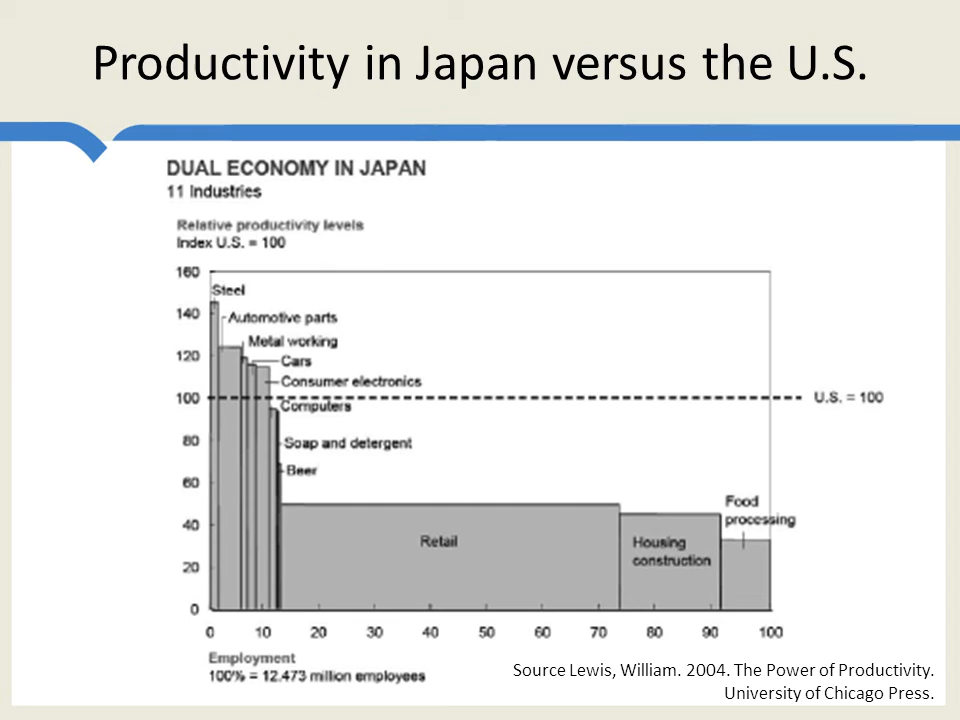 Productivity in Japan versus the U.S.
DUAL ECONOMY IN JAPAN
11 Industries
Relative productivity levels
Index U.S. = 100
160
Steel
140
Automotive parts
Metal working
120
Cars
Consumer electronics
100
U.S. = 100
Computers
80
Soap and detergent
Beer
60
Food
processing
40
Retail
Housing
construction
20
0
0 10 20 30 40 50 60 70 80 90 100
Employment
100% = 12.473 million employees
Source Lewis, William. 2004. The Power of Productivity.
University of Chicago Press.